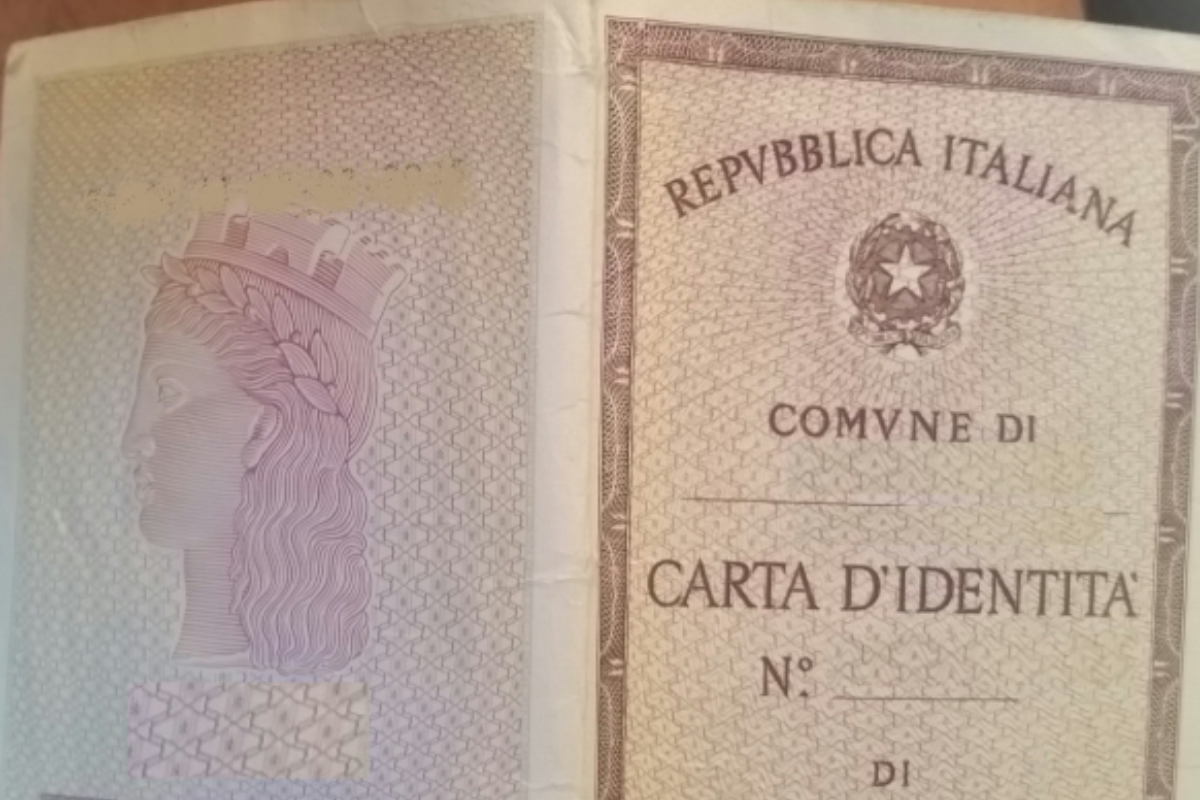 REPVBBLICA ITALIANA
COMVNE DI
CARTA D'IDENTITA'
N.º
DI